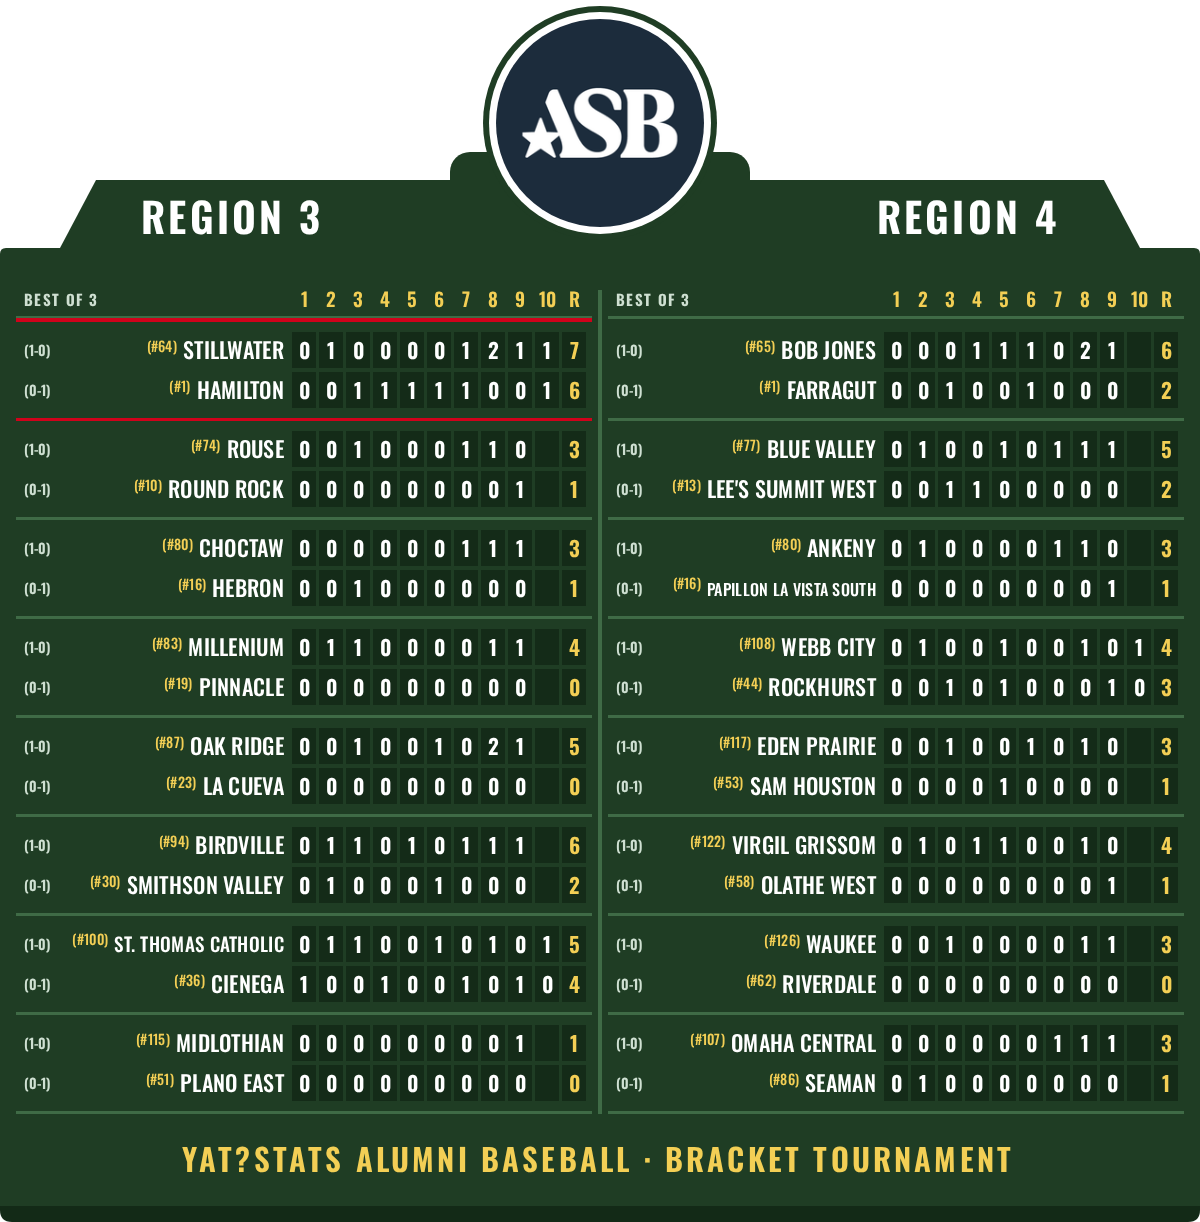 ASB
REGION 3
REGION 4
BEST OF 3 1 2 3 4 5 6 7 8 9 10 R
(1-0) (#64) STILLWATER 0 1 0 0 0 0 1 2 1 1 7
(0-1) (#1) HAMILTON 0 0 1 1 1 1 1 0 0 1 6
(1-0) (#74) ROUSE 0 0 1 0 0 0 1 1 0 3
(0-1) (#10) ROUND ROCK 0 0 0 0 0 0 0 0 1 1
(1-0) (#80) CHOCTAW 0 0 0 0 0 0 1 1 1 3
(0-1) (#16) HEBRON 0 0 1 0 0 0 0 0 0 1
(1-0) (#83) MILLENIUM 0 1 1 0 0 0 0 1 1 4
(0-1) (#19) PINNACLE 0 0 0 0 0 0 0 0 0 0
(1-0) (#87) OAK RIDGE 0 0 1 0 0 1 0 2 1 5
(0-1) (#23) LA CUEVA 0 0 0 0 0 0 0 0 0 0
(1-0) (#94) BIRDVILLE 0 1 1 0 1 0 1 1 1 6
(0-1) (#30) SMITHSON VALLEY 0 1 0 0 0 1 0 0 0 2
(1-0) (#100) ST. THOMAS CATHOLIC 0 1 1 0 0 1 0 1 0 1 5
(0-1) (#36) CIENEGA 1 0 0 1 0 0 1 0 1 0 4
(1-0) (#115) MIDLOTHIAN 0 0 0 0 0 0 0 0 1 1
(0-1) (#51) PLANO EAST 0 0 0 0 0 0 0 0 0 0
BEST OF 3 1 2 3 4 5 6 7 8 9 10 R
(1-0) (#65) BOB JONES 0 0 0 1 1 1 0 2 1 6
(0-1) (#1) FARRAGUT 0 0 1 0 0 1 0 0 0 2
(1-0) (#77) BLUE VALLEY 0 1 0 0 1 0 1 1 1 5
(0-1) (#13) LEE'S SUMMIT WEST 0 0 1 1 0 0 0 0 0 2
(1-0) (#80) ANKENY 0 1 0 0 0 0 1 1 0 3
(0-1) (#16) PAPILLON LA VISTA SOUTH 0 0 0 0 0 0 0 0 1 1
(1-0) (#108) WEBB CITY 0 1 0 0 1 0 0 1 0 1 4
(0-1) (#44) ROCKHURST 0 0 1 0 1 0 0 0 1 0 3
(1-0) (#117) EDEN PRAIRIE 0 0 1 0 0 1 0 1 0 3
(0-1) (#53) SAM HOUSTON 0 0 0 0 1 0 0 0 0 1
(1-0) (#122) VIRGIL GRISSOM 0 1 0 1 1 0 0 1 0 4
(0-1) (#58) OLATHE WEST 0 0 0 0 0 0 0 0 1 1
(1-0) (#126) WAUKEE 0 0 1 0 0 0 0 1 1 3
(0-1) (#62) RIVERDALE 0 0 0 0 0 0 0 0 0 0
(1-0) (#107) OMAHA CENTRAL 0 0 0 0 0 0 1 1 1 3
(0-1) (#86) SEAMAN 0 1 0 0 0 0 0 0 0 1
YAT?STATS ALUMNI BASEBALL · BRACKET TOURNAMENT